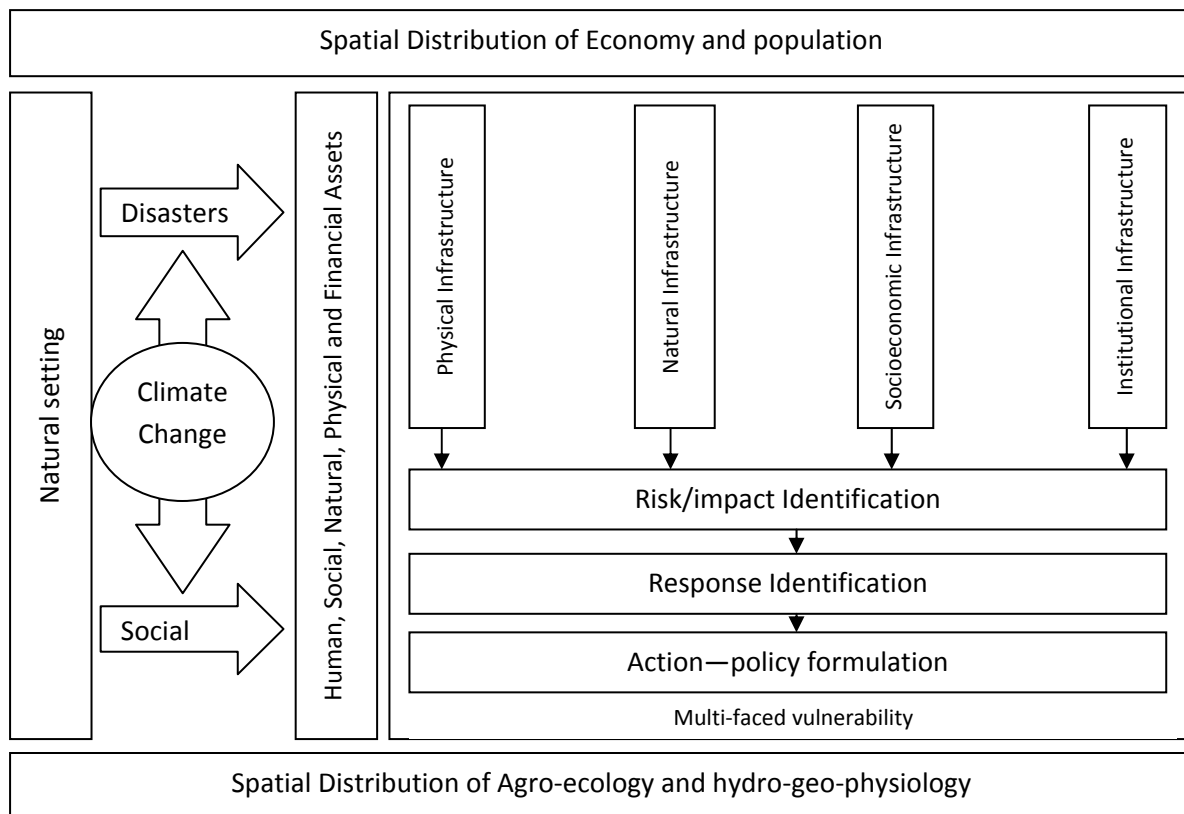 Spatial Distribution of Economy and population
Natural setting
Disasters
Climate
Change
Social
Human, Social, Natural, Physical and Financial Assets
Physical Infrastructure
Natural Infrastructure
Socioeconomic Infrastructure
Institutional Infrastructure
Risk/impact Identification
Response Identification
Action—policy formulation
Multi-faced vulnerability
Spatial Distribution of Agro-ecology and hydro-geo-physiology